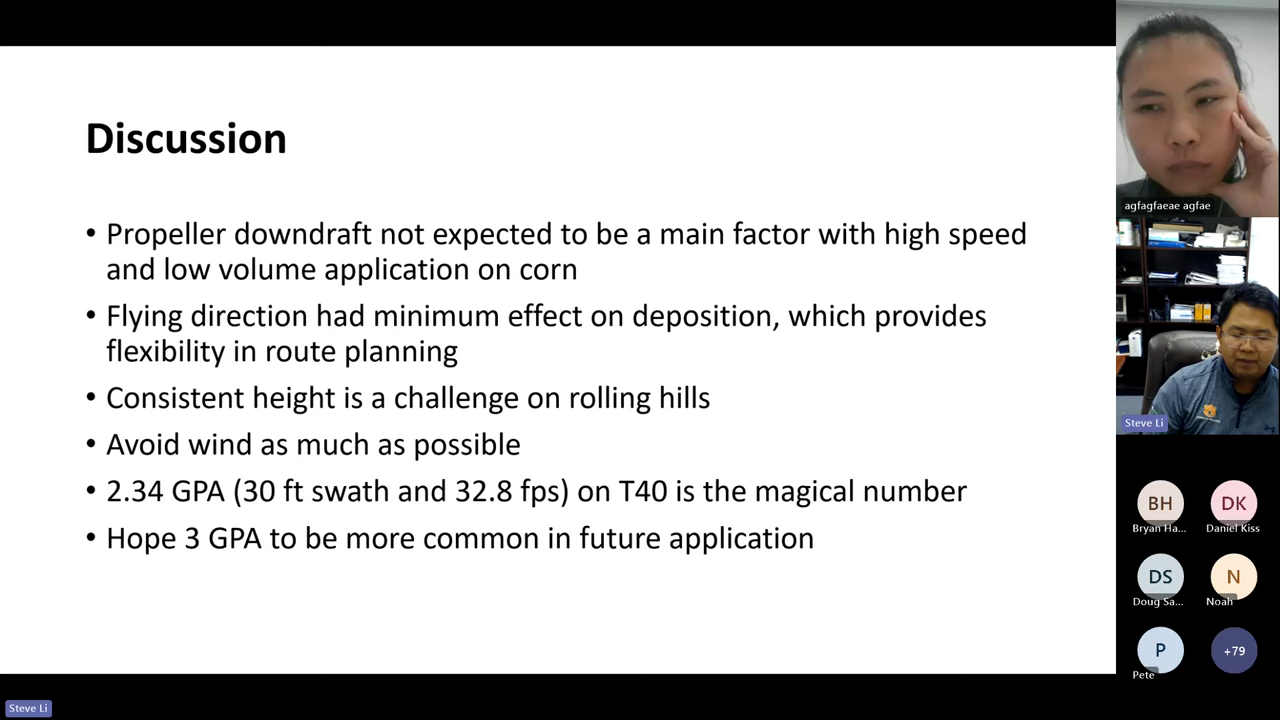 Discussion
• Propeller downdraft not expected to be a main factor with high speed
and low volume application on corn
• Flying direction had minimum effect on deposition, which provides
flexibility in route planning
• Consistent height is a challenge on rolling hills
• Avoid wind as much as possible
• 2.34 GPA (30 ft swath and 32.8 fps) on T40 is the magical number
• Hope 3 GPA to be more common in future application
agfagfaeae agfae
Steve Li
BH
DK
Bryan Ha...
Daniel Kiss
DS
N
Doug Sa...
Noah
P
+79
Pete
Steve Li